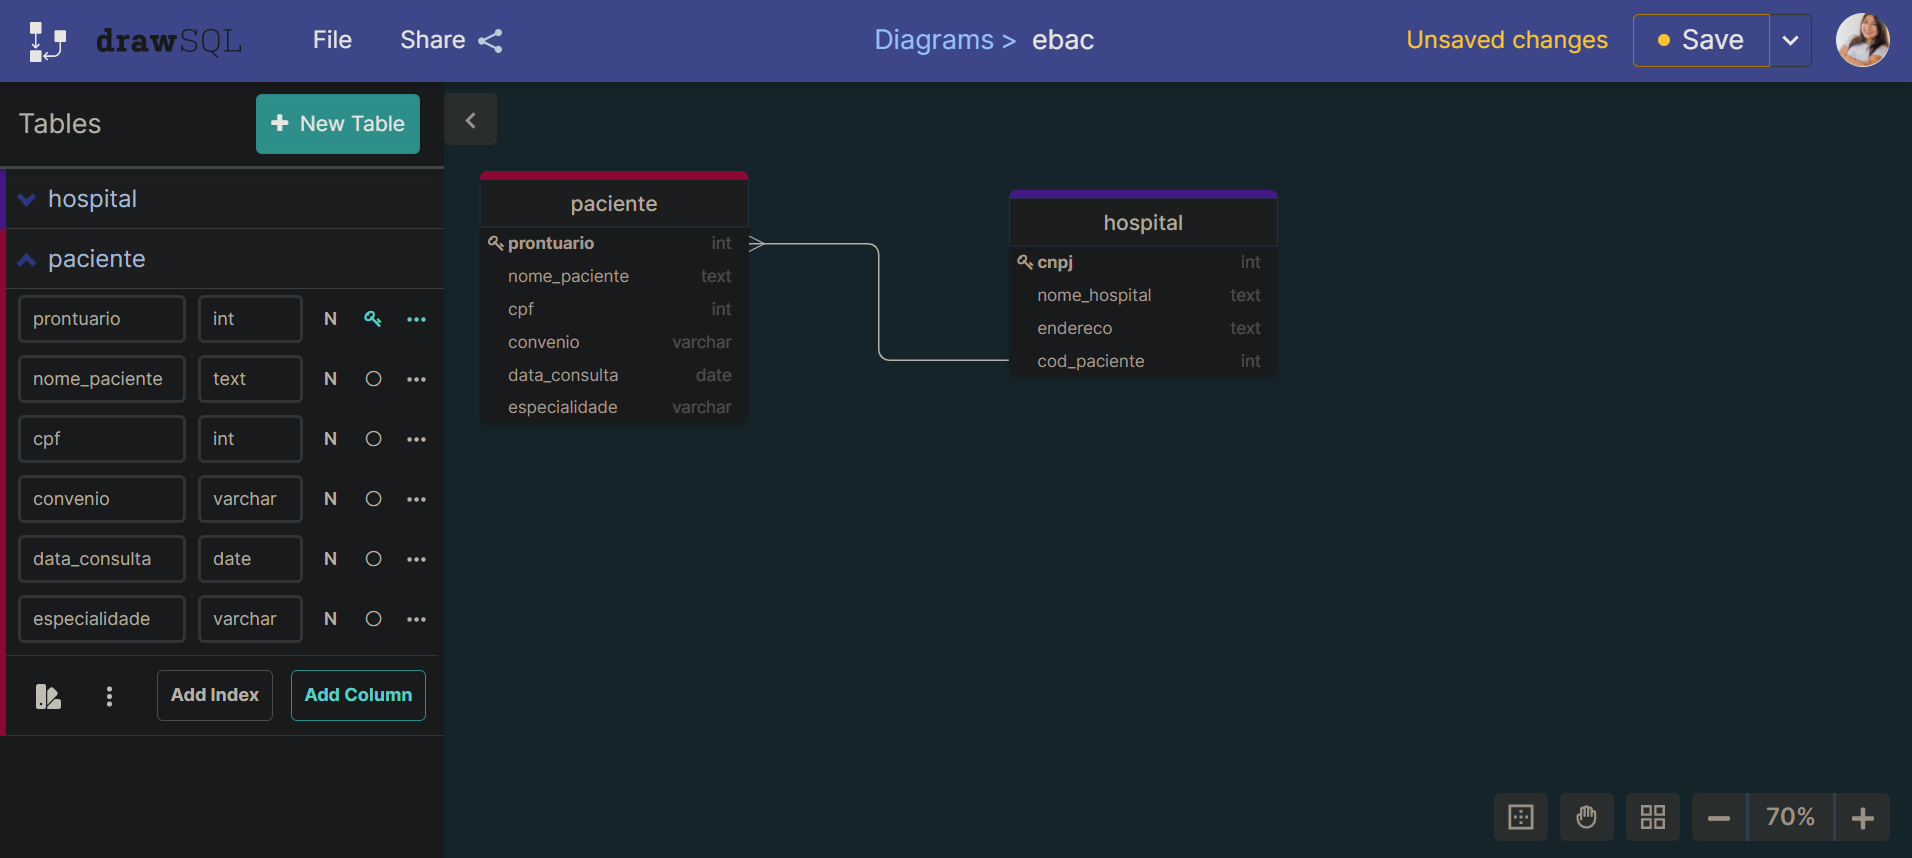 drawSQL
File
Share
Diagrams > ebac
Unsaved changes
Save
Tables
+ New Table
hospital
paciente
prontuario int N
nome_paciente text N
cpf int N
convenio varchar N
data_consulta date N
especialidade varchar N
Add Index
Add Column
paciente
prontuario int
nome_paciente text
cpf int
convenio varchar
data_consulta date
especialidade varchar
hospital
cnpj int
nome_hospital text
endereco text
cod_paciente int
70%